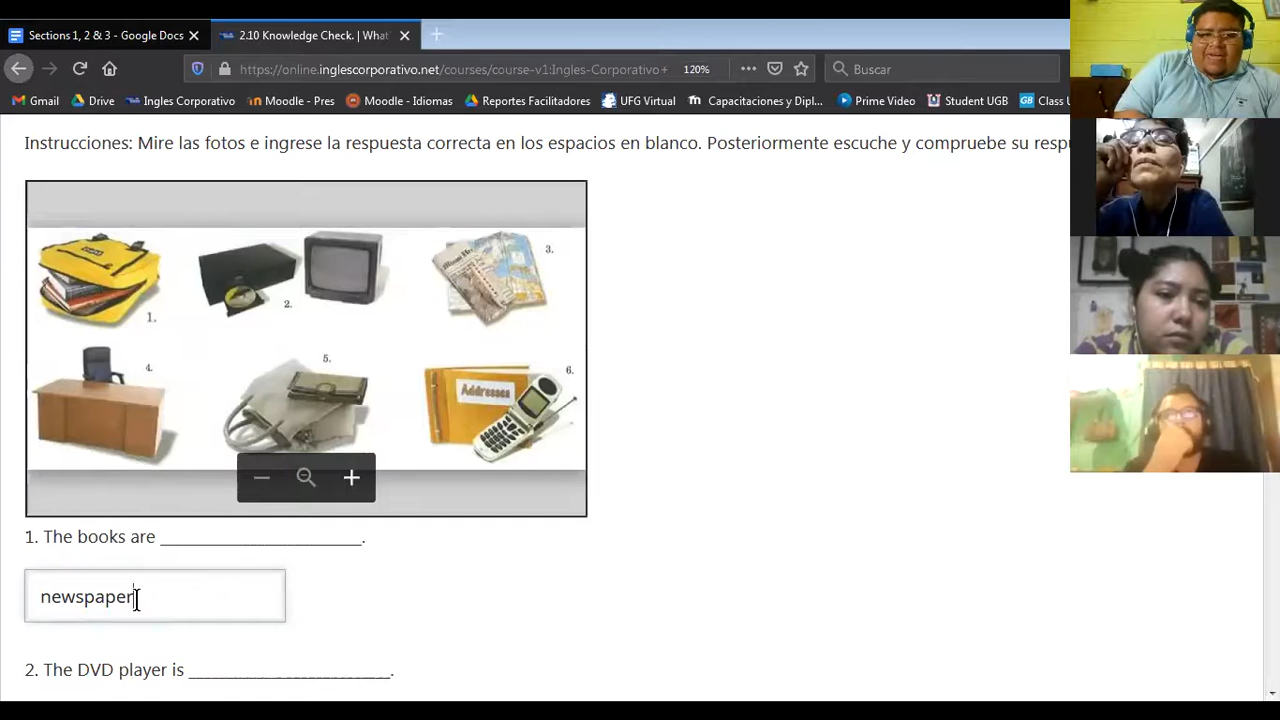 Sections 1, 2 & 3 - Google Docs
2.10 Knowledge Check. | What
https://online.inglescorporativo.net/courses/course-v1:Ingles-Corporativo+
120%
Buscar
Gmail
Drive
Ingles Corporativo
Moodle - Pres
Moodle - Idiomas
Reportes Facilitadores
UFG Virtual
Capacitaciones y Dipl...
Prime Video
Student UGB
GB
Class U
Instrucciones: Mire las fotos e ingrese la respuesta correcta en los espacios en blanco. Posteriormente escuche y compruebe su resp
1.
2.
3.
4.
5.
6.
Addresses
1. The books are ________________________.
newspaper
2. The DVD player is ________________________.